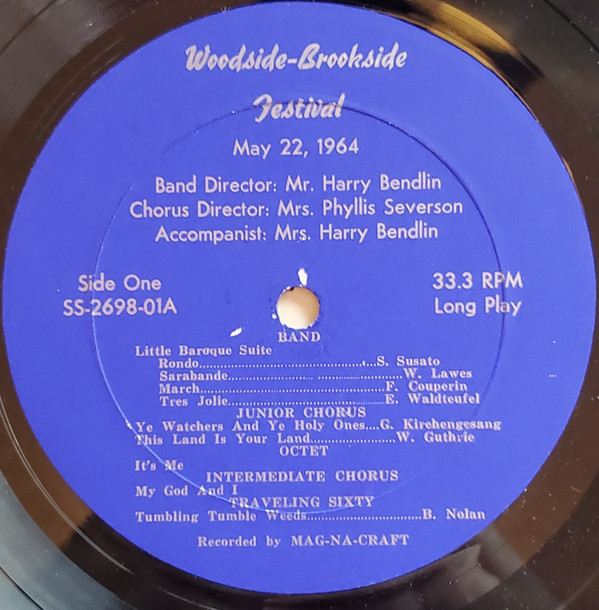 Woodside-Brookside
Festival
May 22, 1964
Band Director: Mr. Harry Bendlin
Chorus Director: Mrs. Phyllis Severson
Accompanist: Mrs. Harry Bendlin
Side One
SS-2698-01A
33.3 RPM
Long Play
BAND
Little Baroque Suite
Rondo......................................S. Susato
Sarabande......................................W. Lawes
March......................................F. Couperin
Tres Jolie......................................E. Waldteufel
JUNIOR CHORUS
Ye Watchers And Ye Holy Ones....G. Kirchengesang
This Land Is Your Land......................W. Guthrie
OCTET
It's Me
INTERMEDIATE CHORUS
My God And I
TRAVELING SIXTY
Tumbling Tumble Weeds............................B. Nolan
Recorded by MAG-NA-CRAFT